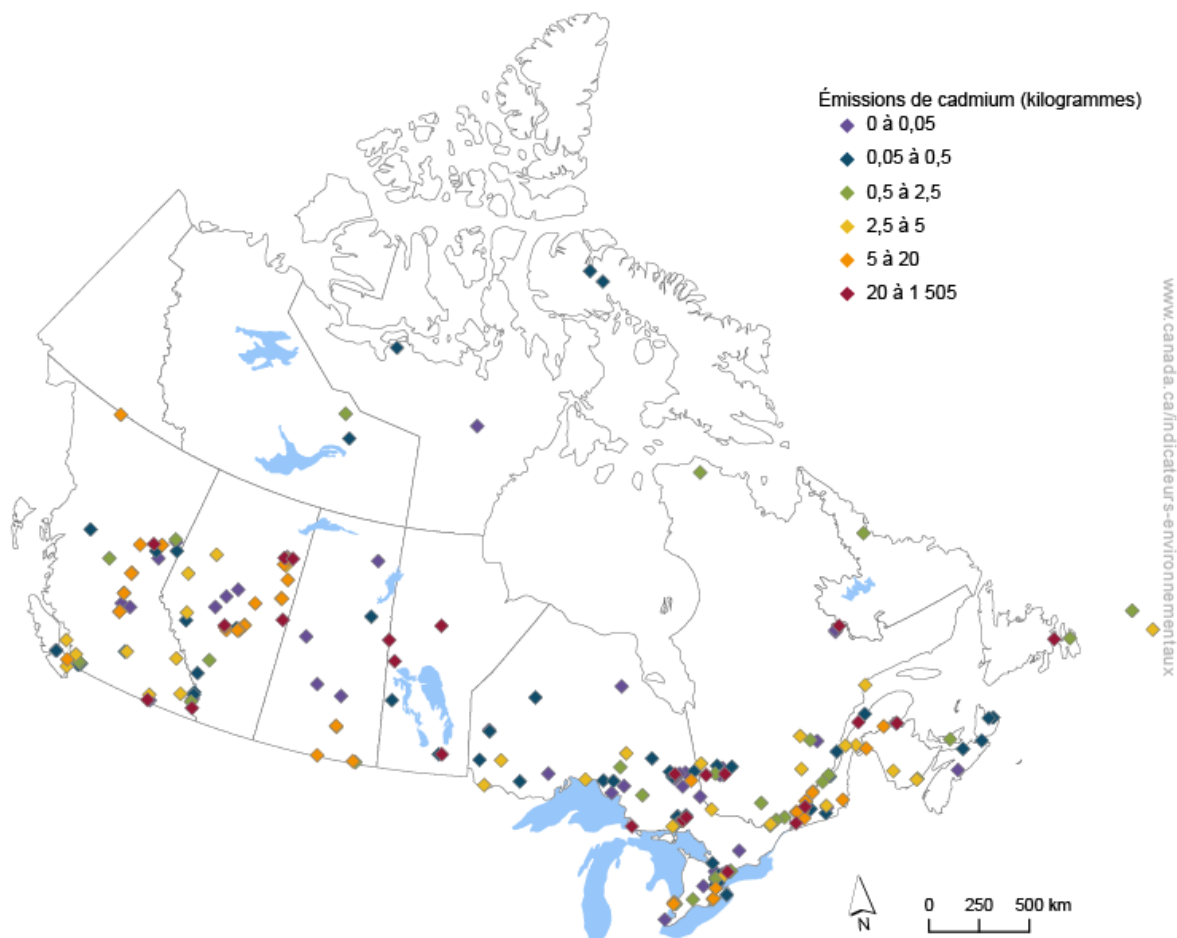 Émissions de cadmium (kilogrammes)
0 à 0,05
0,05 à 0,5
0,5 à 2,5
2,5 à 5
5 à 20
20 à 1 505
www.canada.ca/indicateurs-environnementaux
N
0 250 500 km